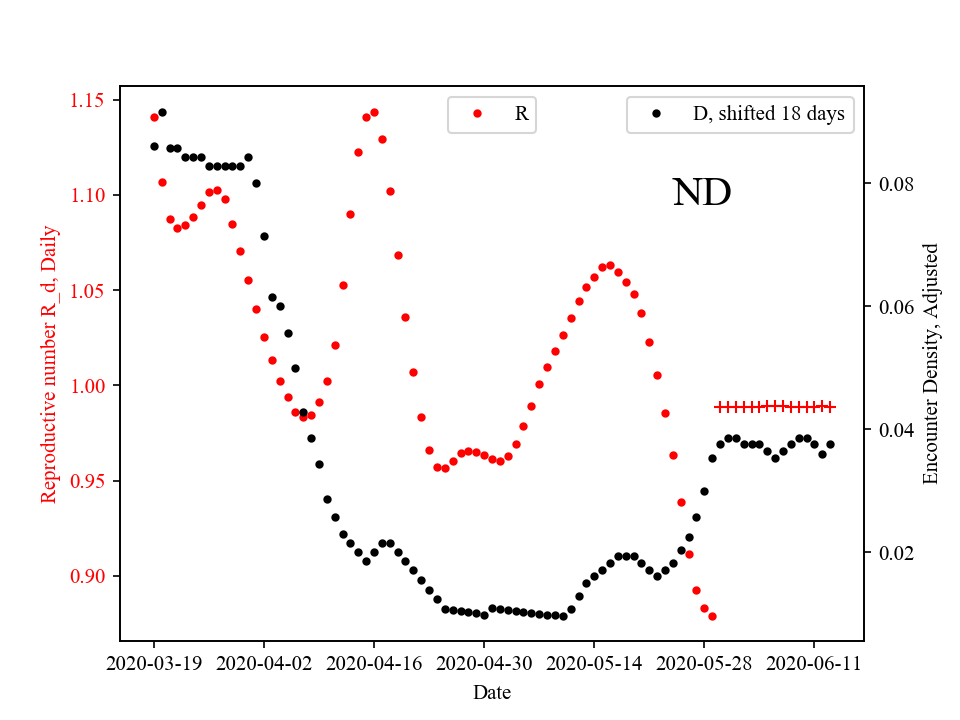 R
D, shifted 18 days
ND
Reproductive number R_d, Daily
1.15
1.10
1.05
1.00
0.95
0.90
0.08
0.06
0.04
0.02
Encounter Density, Adjusted
2020-03-19 2020-04-02 2020-04-16 2020-04-30 2020-05-14 2020-05-28 2020-06-11
Date